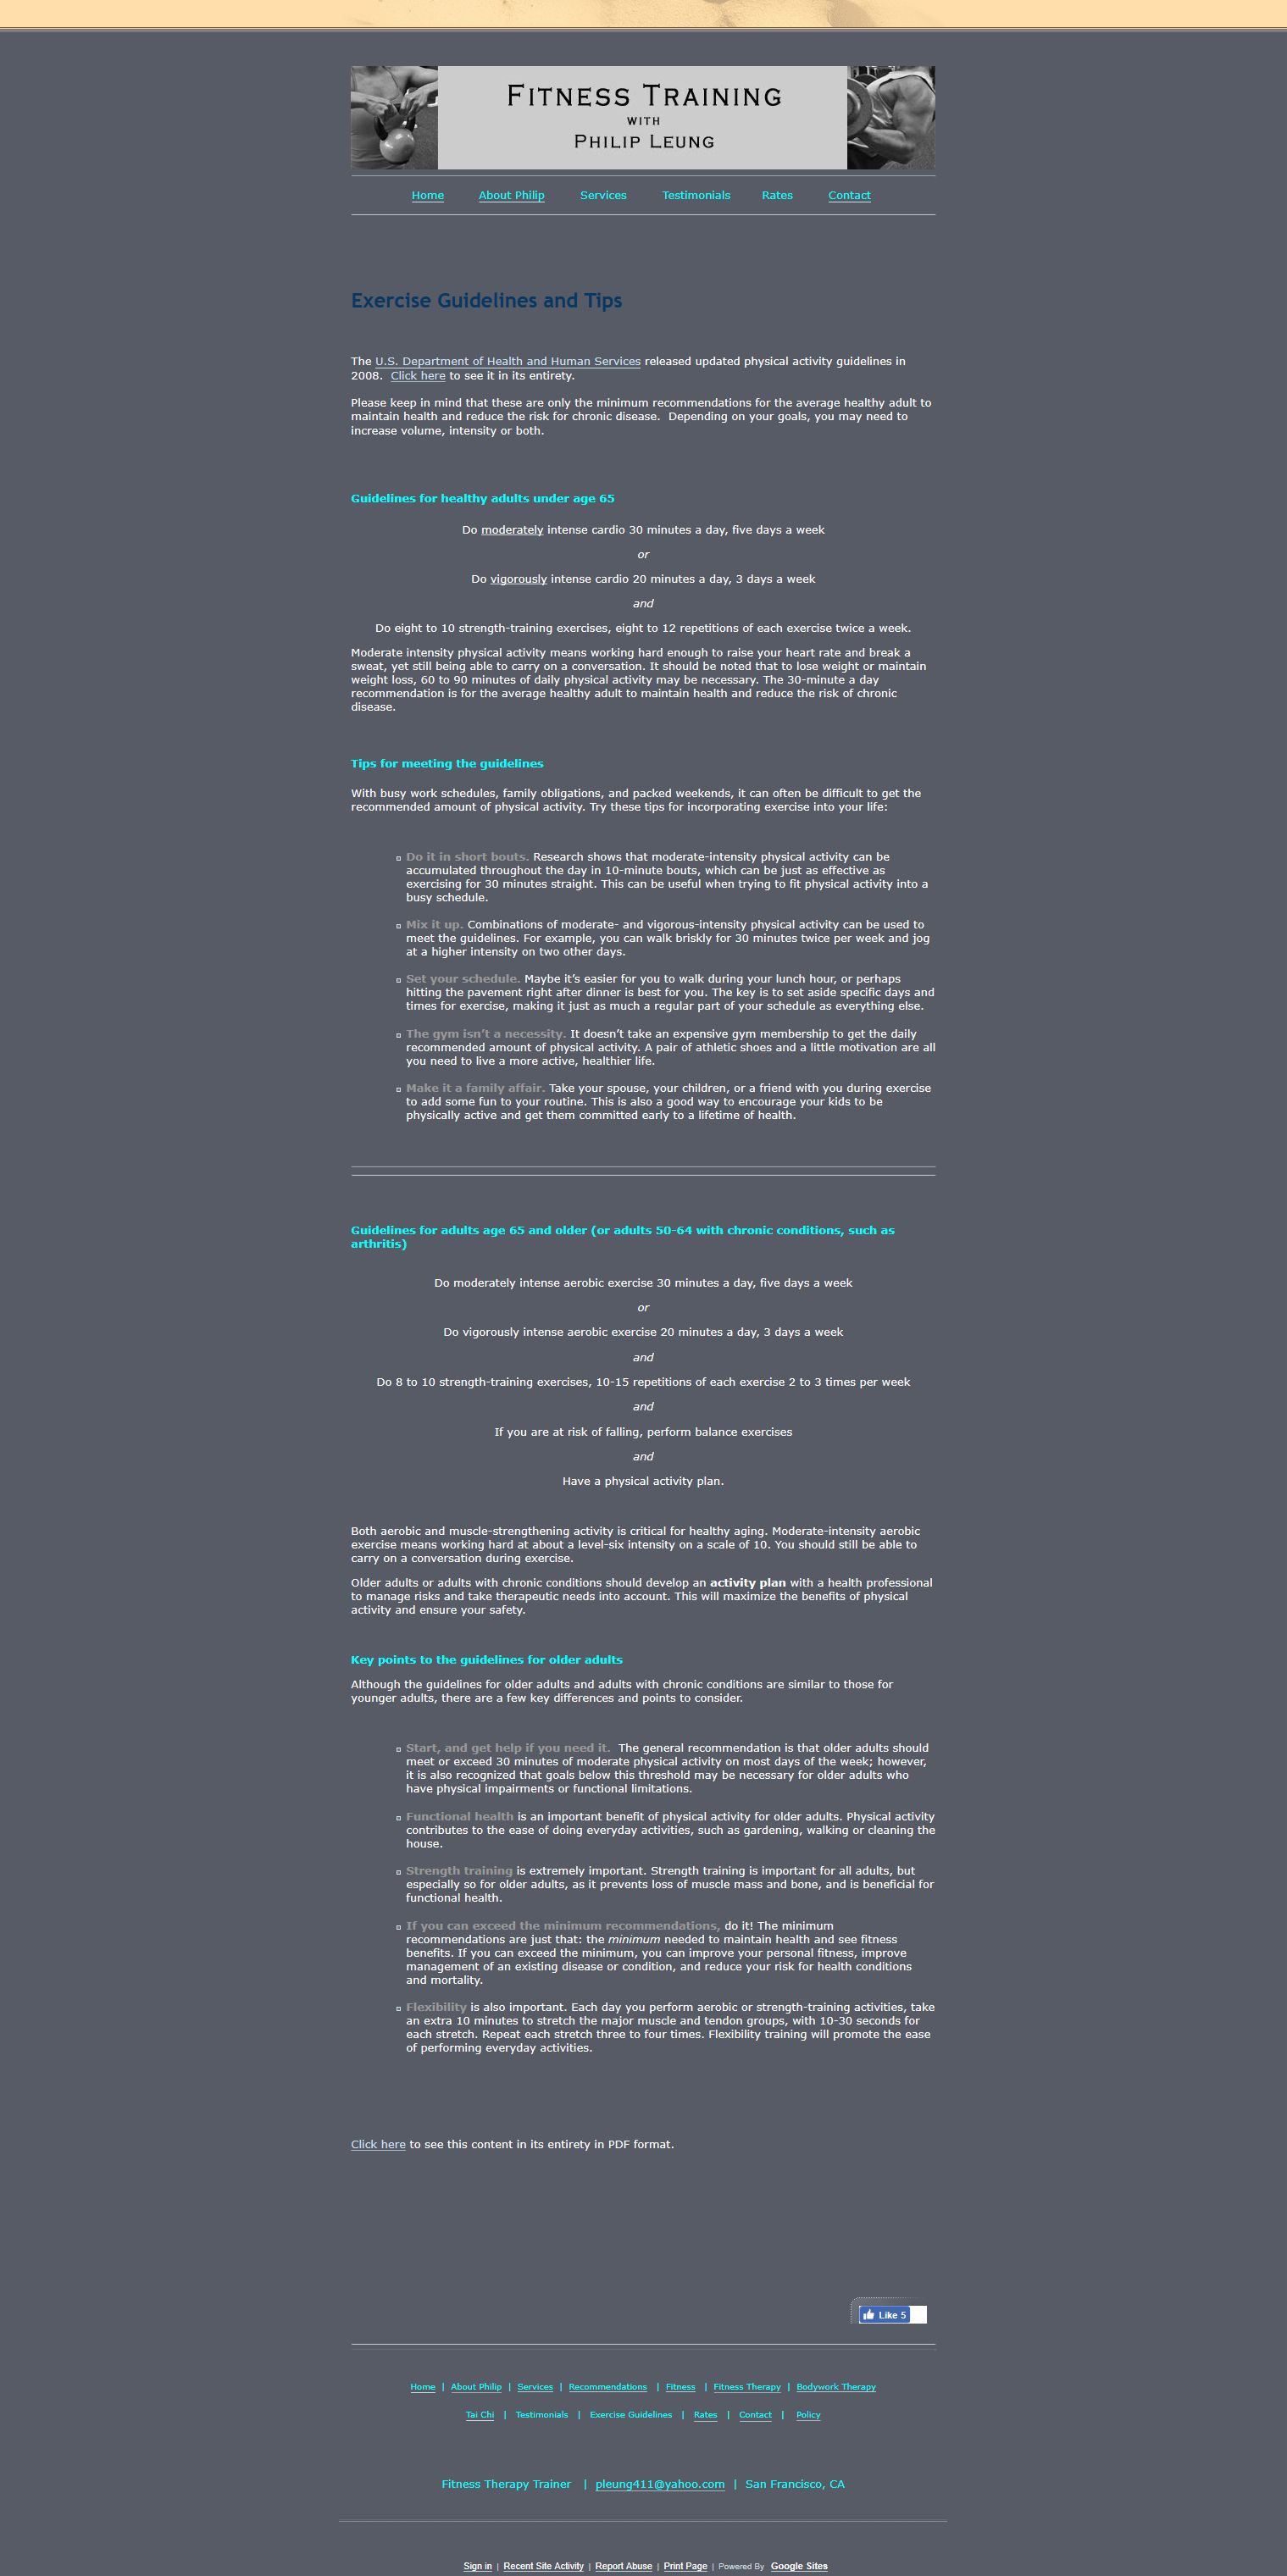 Fitness Training
with
Philip Leung
Home About Philip Services Testimonials Rates Contact
Exercise Guidelines and Tips
The U.S. Department of Health and Human Services released updated physical activity guidelines in
2008. Click here to see it in its entirety.
Please keep in mind that these are only the minimum recommendations for the average healthy adult to
maintain health and reduce the risk for chronic disease. Depending on your goals, you may need to
increase volume, intensity or both.
Guidelines for healthy adults under age 65
Do moderately intense cardio 30 minutes a day, five days a week
or
Do vigorously intense cardio 20 minutes a day, 3 days a week
and
Do eight to 10 strength-training exercises, eight to 12 repetitions of each exercise twice a week.
Moderate intensity physical activity means working hard enough to raise your heart rate and break a
sweat, yet still being able to carry on a conversation. It should be noted that to lose weight or maintain
weight loss, 60 to 90 minutes of daily physical activity may be necessary. The 30-minute a day
recommendation is for the average healthy adult to maintain health and reduce the risk of chronic
disease.
Tips for meeting the guidelines
With busy work schedules, family obligations, and packed weekends, it can often be difficult to get the
recommended amount of physical activity. Try these tips for incorporating exercise into your life:
Do it in short bouts. Research shows that moderate-intensity physical activity can be
accumulated throughout the day in 10-minute bouts, which can be just as effective as
exercising for 30 minutes straight. This can be useful when trying to fit physical activity into a
busy schedule.
Mix it up. Combinations of moderate- and vigorous-intensity physical activity can be used to
meet the guidelines. For example, you can walk briskly for 30 minutes twice per week and jog
at a higher intensity on two other days.
Set your schedule. Maybe it’s easier for you to walk during your lunch hour, or perhaps
hitting the pavement right after dinner is best for you. The key is to set aside specific days and
times for exercise, making it just as much a regular part of your schedule as everything else.
The gym isn’t a necessity. It doesn’t take an expensive gym membership to get the daily
recommended amount of physical activity. A pair of athletic shoes and a little motivation are all
you need to live a more active, healthier life.
Make it a family affair. Take your spouse, your children, or a friend with you during exercise
to add some fun to your routine. This is also a good way to encourage your kids to be
physically active and get them committed early to a lifetime of health.
Guidelines for adults age 65 and older (or adults 50-64 with chronic conditions, such as
arthritis)
Do moderately intense aerobic exercise 30 minutes a day, five days a week
or
Do vigorously intense aerobic exercise 20 minutes a day, 3 days a week
and
Do 8 to 10 strength-training exercises, 10-15 repetitions of each exercise 2 to 3 times per week
and
If you are at risk of falling, perform balance exercises
and
Have a physical activity plan.
Both aerobic and muscle-strengthening activity is critical for healthy aging. Moderate-intensity aerobic
exercise means working hard at about a level-six intensity on a scale of 10. You should still be able to
carry on a conversation during exercise.
Older adults or adults with chronic conditions should develop an activity plan with a health professional
to manage risks and take therapeutic needs into account. This will maximize the benefits of physical
activity and ensure your safety.
Key points to the guidelines for older adults
Although the guidelines for older adults and adults with chronic conditions are similar to those for
younger adults, there are a few key differences and points to consider.
Start, and get help if you need it. The general recommendation is that older adults should
meet or exceed 30 minutes of moderate physical activity on most days of the week; however,
it is also recognized that goals below this threshold may be necessary for older adults who
have physical impairments or functional limitations.
Functional health is an important benefit of physical activity for older adults. Physical activity
contributes to the ease of doing everyday activities, such as gardening, walking or cleaning the
house.
Strength training is extremely important. Strength training is important for all adults, but
especially so for older adults, as it prevents loss of muscle mass and bone, and is beneficial for
functional health.
If you can exceed the minimum recommendations, do it! The minimum
recommendations are just that: the minimum needed to maintain health and see fitness
benefits. If you can exceed the minimum, you can improve your personal fitness, improve
management of an existing disease or condition, and reduce your risk for health conditions
and mortality.
Flexibility is also important. Each day you perform aerobic or strength-training activities, take
an extra 10 minutes to stretch the major muscle and tendon groups, with 10-30 seconds for
each stretch. Repeat each stretch three to four times. Flexibility training will promote the ease
of performing everyday activities.
Click here to see this content in its entirety in PDF format.
Like 5
Home | About Philip | Services | Recommendations | Fitness | Fitness Therapy | Bodywork Therapy
Tai Chi | Testimonials | Exercise Guidelines | Rates | Contact | Policy
Fitness Therapy Trainer | pleung411@yahoo.com | San Francisco, CA
Sign in | Recent Site Activity | Report Abuse | Print Page | Powered By Google Sites